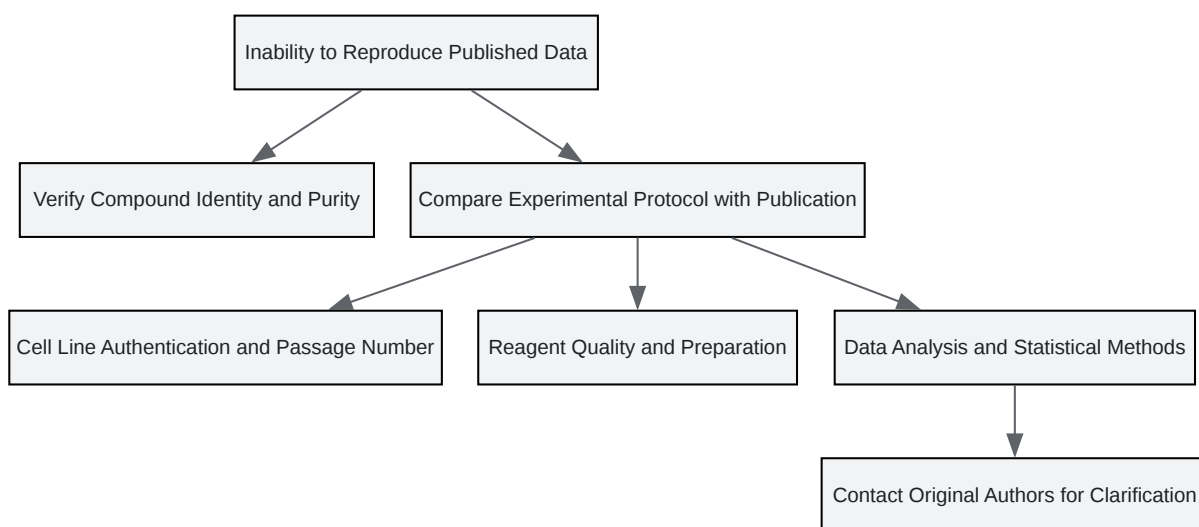 Inability to Reproduce Published Data
Verify Compound Identity and Purity
Compare Experimental Protocol with Publication
Cell Line Authentication and Passage Number
Reagent Quality and Preparation
Data Analysis and Statistical Methods
Contact Original Authors for Clarification